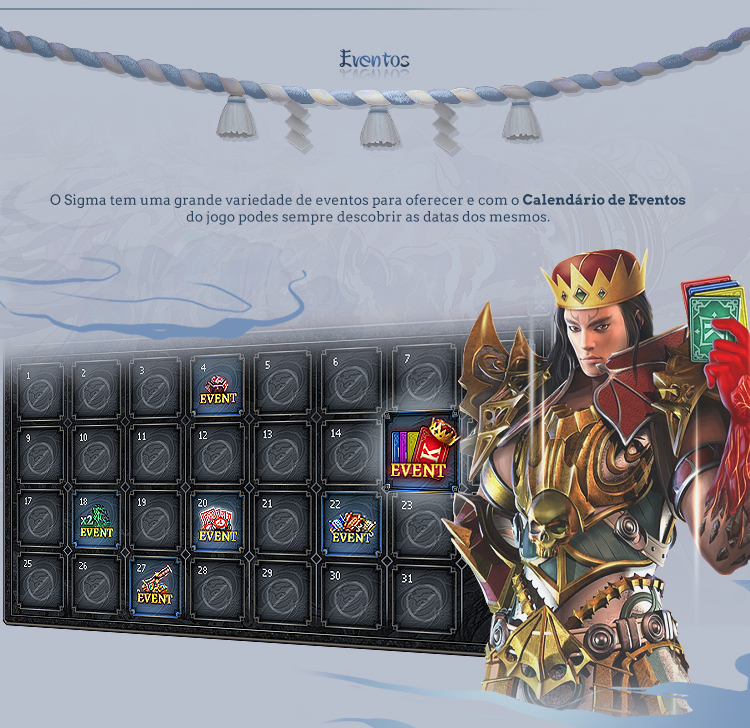 Eventos
O Sigma tem uma grande variedade de eventos para oferecer e com o Calendário de Eventos
do jogo podes sempre descobrir as datas dos mesmos.
1 2 3 4 5 6 7
EVENT
9 10 11 12 13 14
K
EVENT
17 18 19 20 21 22 23
x2
EVENT EVENT EVENT
25 26 27 28 29 30 31
EVENT